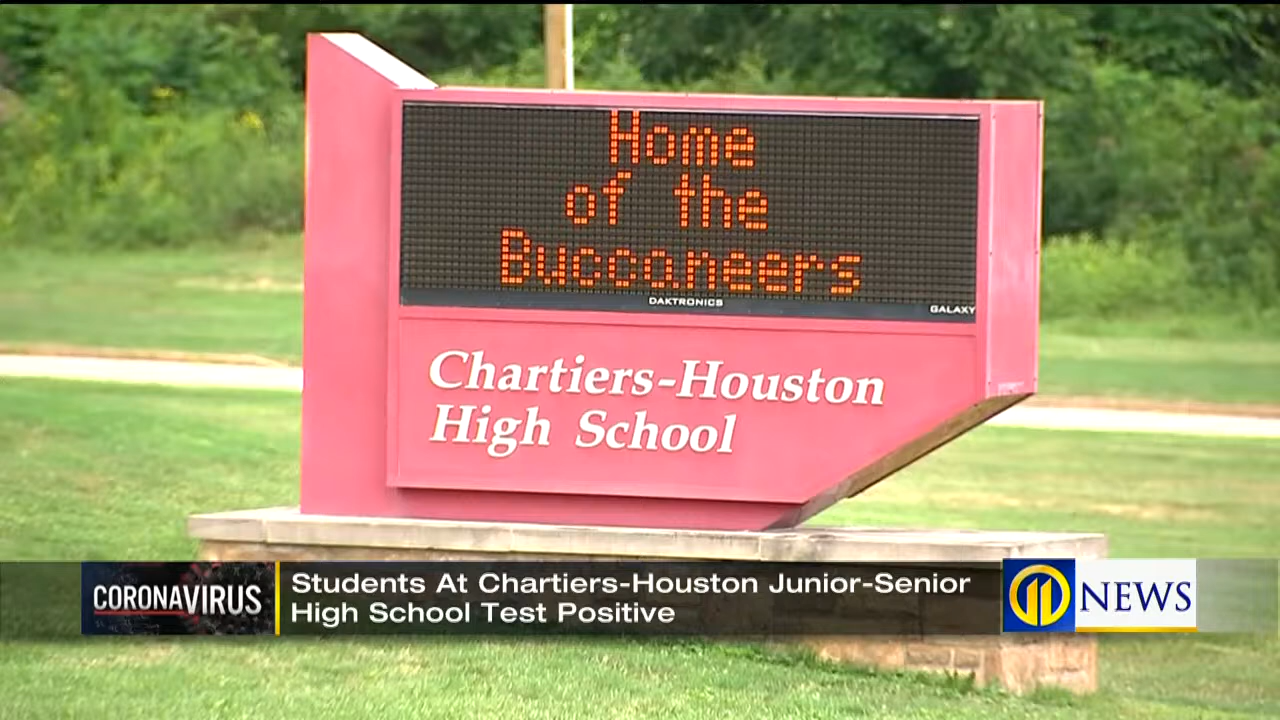 Home
of the
Buccaneers
DAKTRONICS
GALAXY
Chartiers-Houston
High School
CORONAVIRUS
Students At Chartiers-Houston Junior-Senior
High School Test Positive
11 NEWS